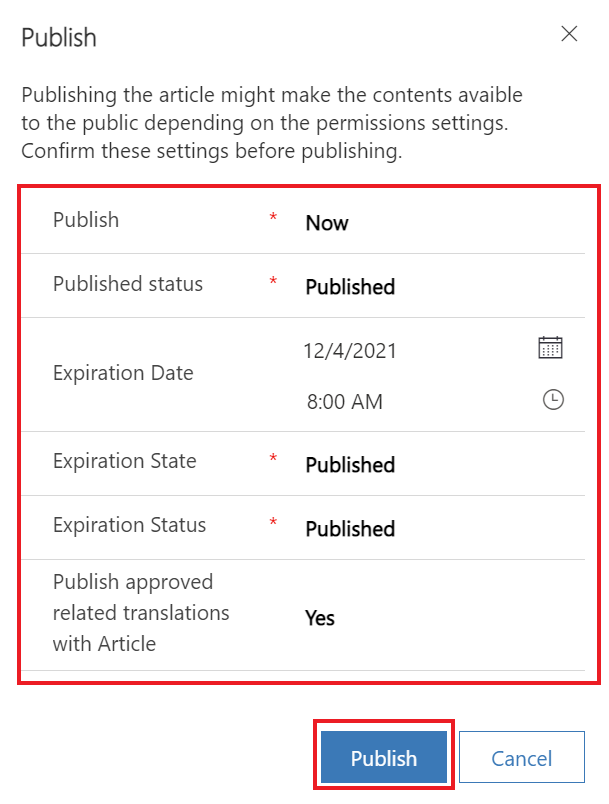 Publish
Publishing the article might make the contents avaible
to the public depending on the permissions settings.
Confirm these settings before publishing.
Publish * Now
Published status * Published
Expiration Date
12/4/2021
8:00 AM
Expiration State * Published
Expiration Status * Published
Publish approved
related translations
with Article
Yes
Publish Cancel